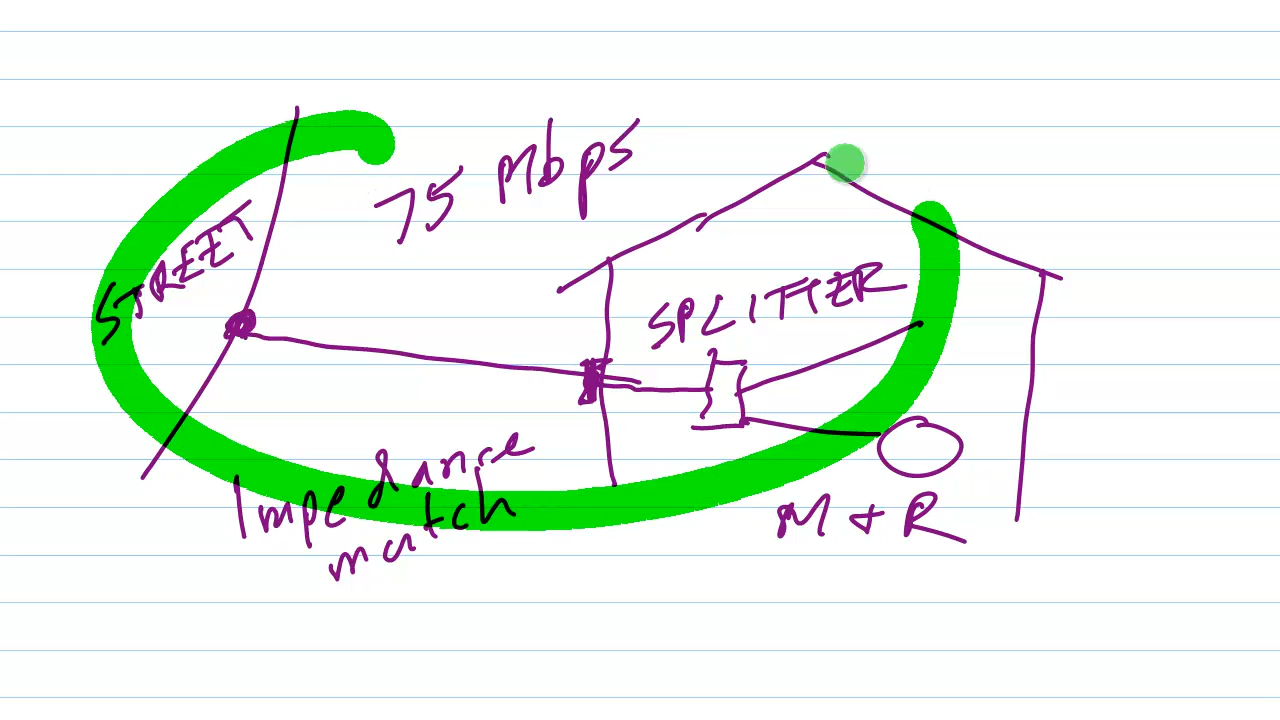 75 Mbps
STREET
SPLITTER
Impedance
match
M + R